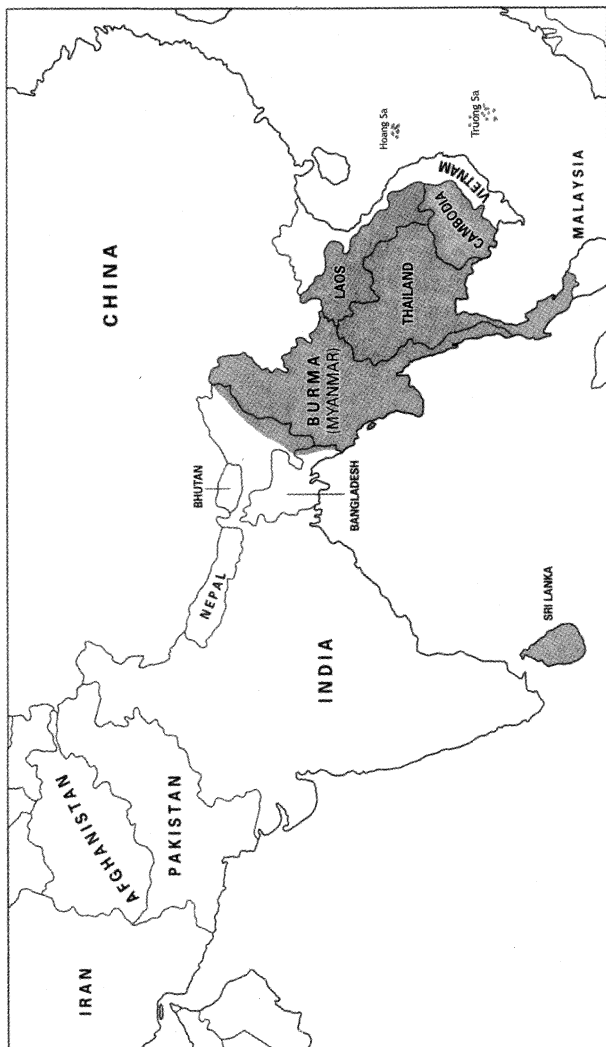 IRAN
AFGHANISTAN
PAKISTAN
CHINA
NEPAL
BHUTAN
INDIA
BANGLADESH
BURMA
(MYANMAR)
LAOS
THAILAND
CAMBODIA
VIETNAM
Hoang Sa
Truong Sa
SRI LANKA
MALAYSIA